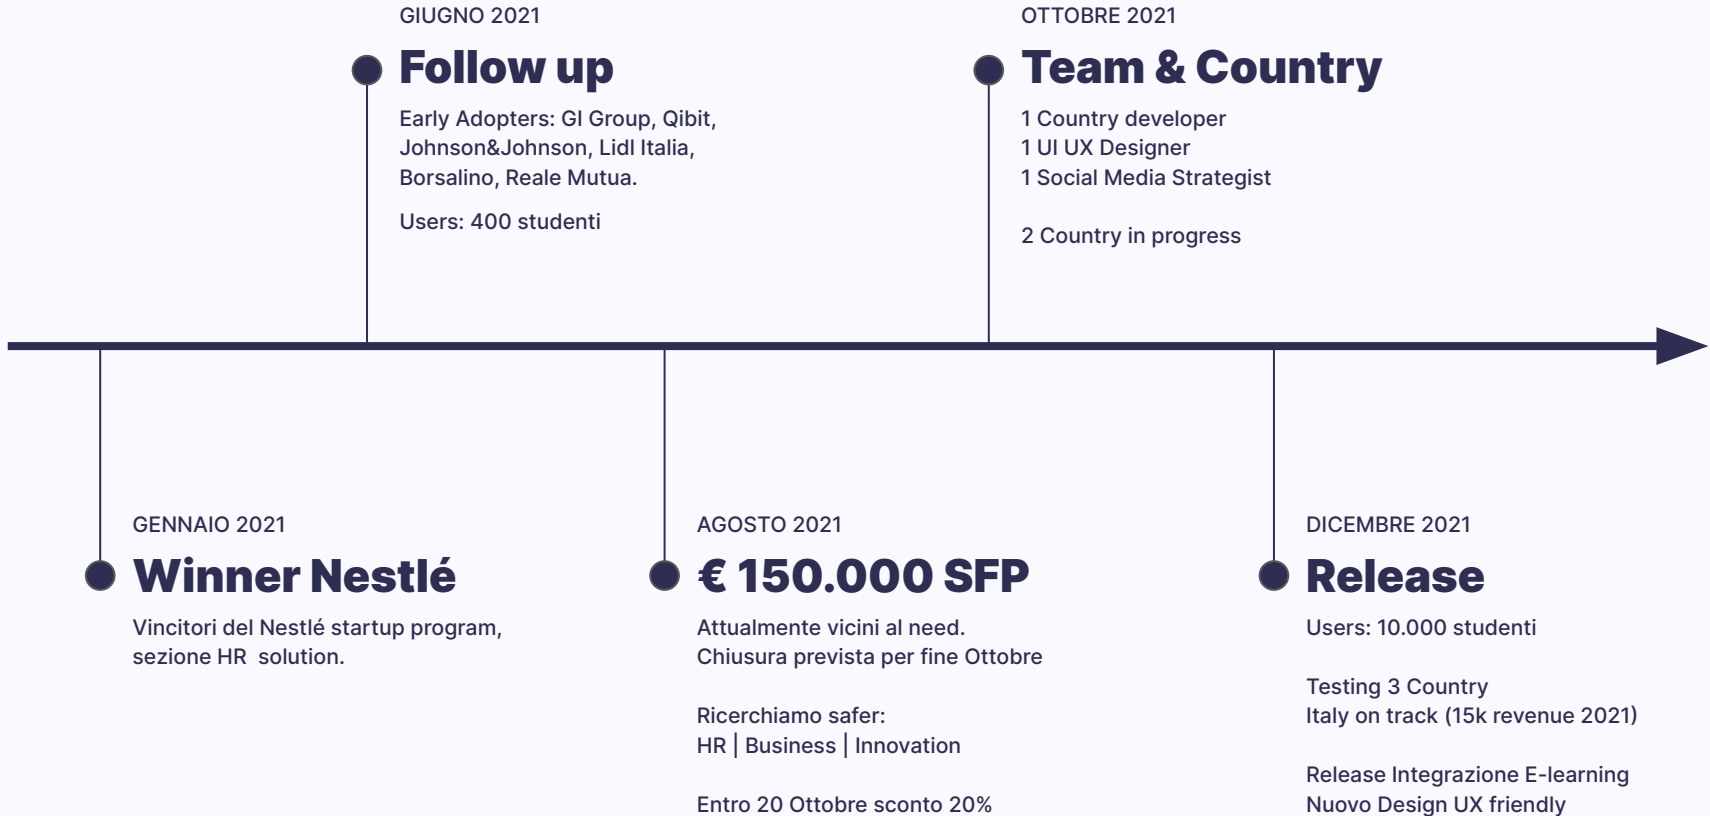 GIUGNO 2021
Follow up
Early Adopters: GI Group, Qibit,
Johnson&Johnson, Lidl Italia,
Borsalino, Reale Mutua.
Users: 400 studenti
OTTOBRE 2021
Team & Country
1 Country developer
1 UI UX Designer
1 Social Media Strategist
2 Country in progress
GENNAIO 2021
Winner Nestlé
Vincitori del Nestlé startup program,
sezione HR  solution.
AGOSTO 2021
€ 150.000 SFP
Attualmente vicini al need.
Chiusura prevista per fine Ottobre
Ricerchiamo safer:
HR | Business | Innovation
Entro 20 Ottobre sconto 20%
DICEMBRE 2021
Release
Users: 10.000 studenti
Testing 3 Country
Italy on track (15k revenue 2021)
Release Integrazione E-learning
Nuovo Design UX friendly